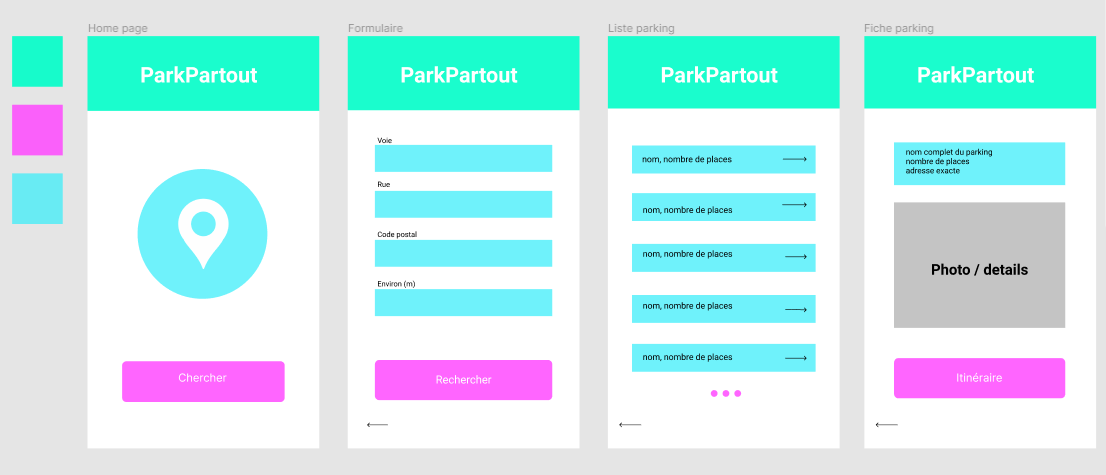 Home page
ParkPartout
Chercher
Formulaire
ParkPartout
Voie
Rue
Code postal
Environ (m)
Rechercher
Liste parking
ParkPartout
nom, nombre de places
nom, nombre de places
nom, nombre de places
nom, nombre de places
nom, nombre de places
Fiche parking
ParkPartout
nom complet du parking
nombre de places
adresse exacte
Photo / details
Itinéraire